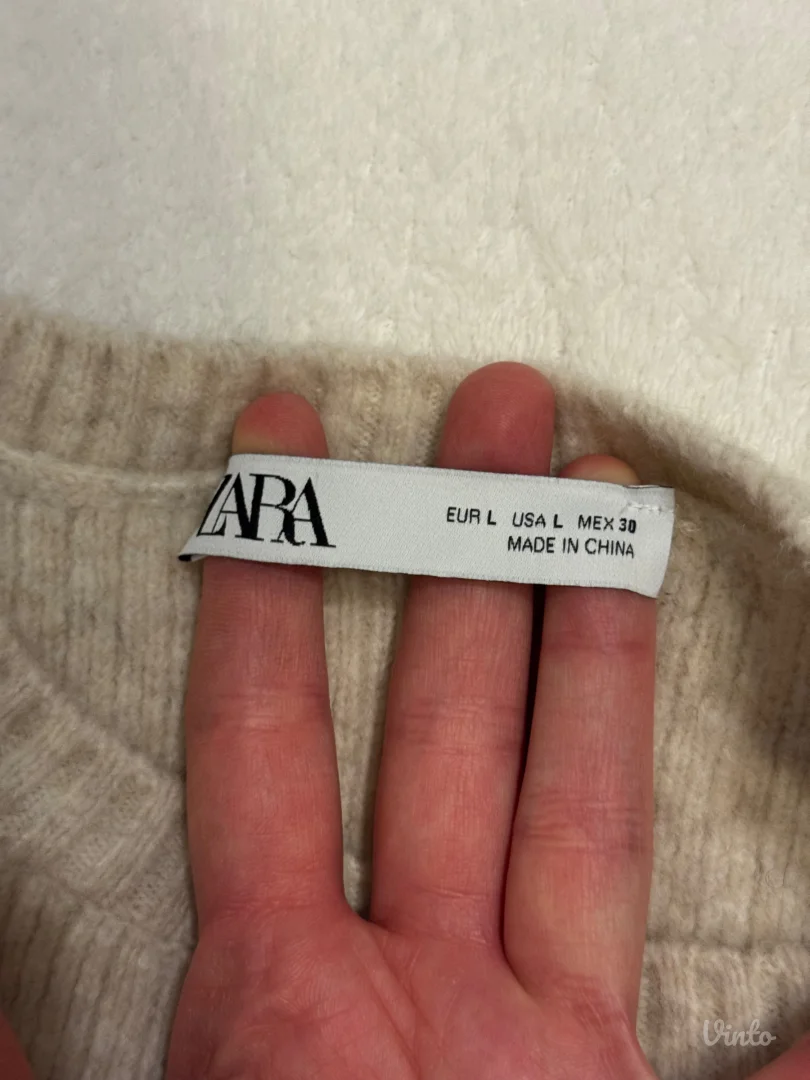 ZARA
EUR L USA L MEX 30
MADE IN CHINA
Vinto